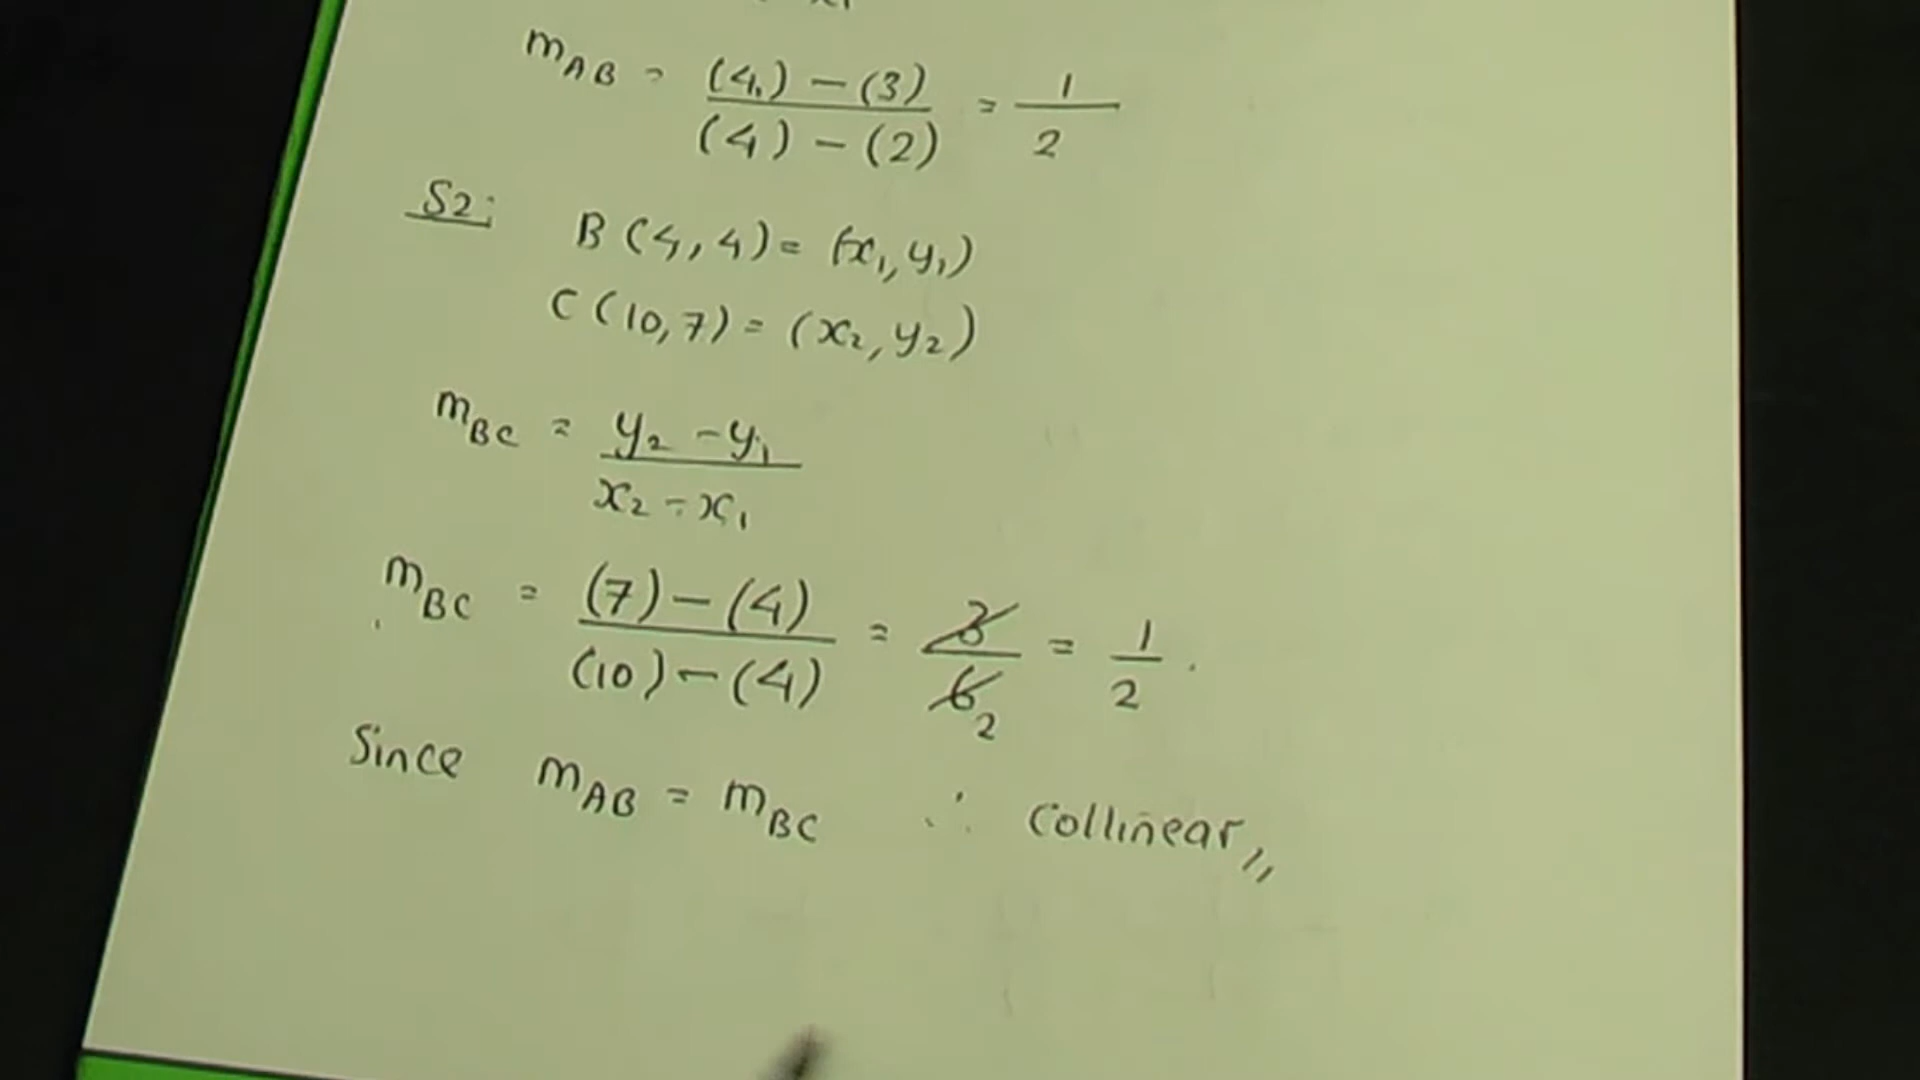 m_AB = (4) - (3) / (4) - (2) = 1/2
S2:
B (4,4) = (x₁, y₁)
C (10,7) = (x₂, y₂)
m_BC = y₂ - y₁ / x₂ - x₁
m_BC = (7) - (4) / (10) - (4) = 3/6 2 = 1/2 .
Since m_AB = m_BC ∴ Collinear,,